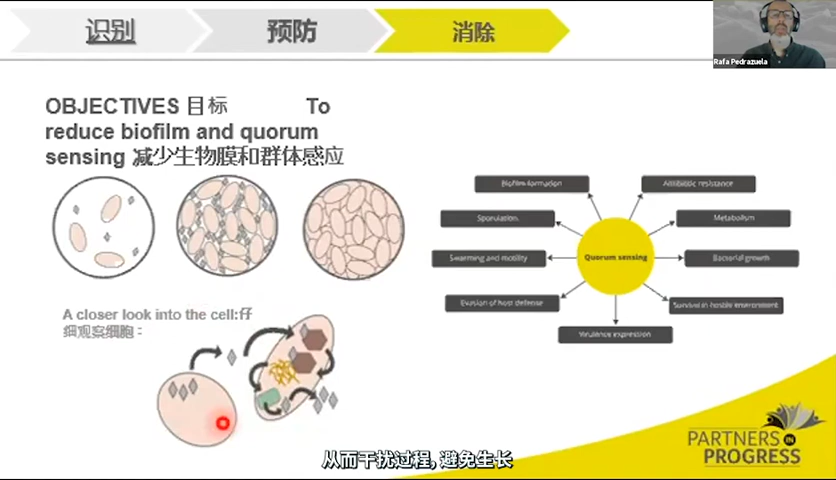 识别
预防
消除
Rafa Pedrazuela
OBJECTIVES 目标 To
reduce biofilm and quorum
sensing 减少生物膜和群体感应
A closer look into the cell:仔
细观察细胞：
Biofilm formation
Antibiotic resistance
Sporulation
Metabolism
Swarming and motility
Quorum sensing
Bacterial growth
Evasion of host defense
Survival in hostile environment
Virulence expression
PARTNERS IN
PROGRESS
从而干扰过程, 避免生长